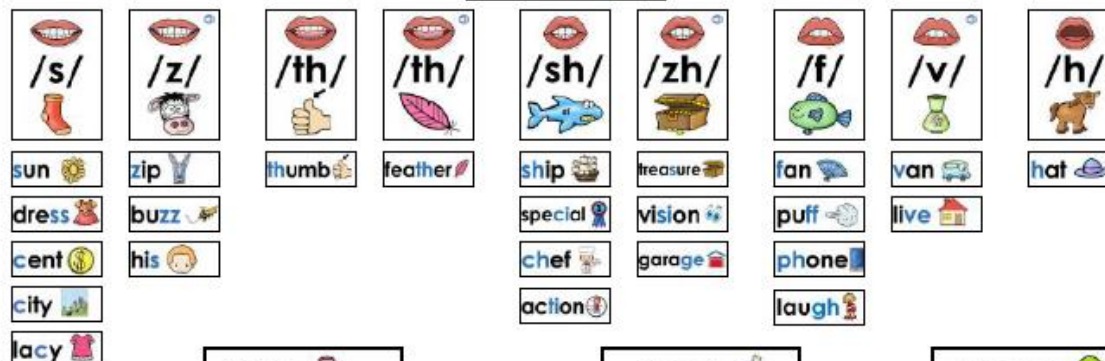 /s/ /z/ /th/ /th/ /sh/ /zh/ /f/ /v/ /h/
sun zip thumb feather ship treasure fan van hat
dress buzz special vision puff live
cent his chef garage phone
city action laugh
lacy